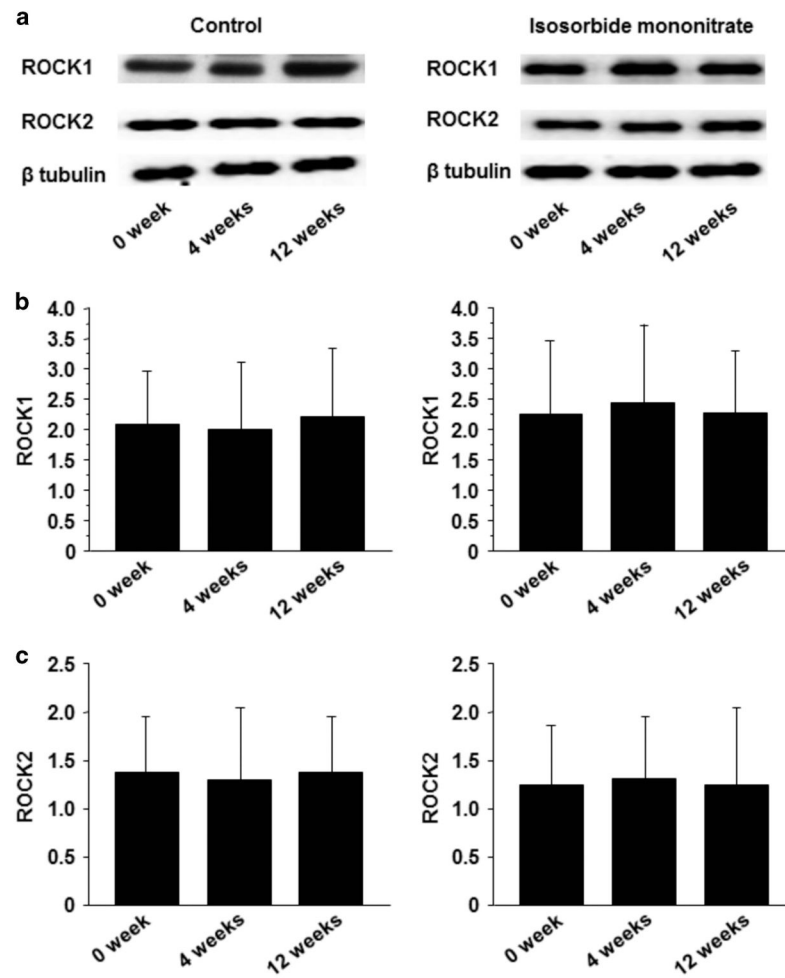 a
Control
ROCK1
ROCK2
β tubulin
0 week
4 weeks
12 weeks
Isosorbide mononitrate
ROCK1
ROCK2
β tubulin
0 week
4 weeks
12 weeks
b
ROCK1
4.0
3.5
3.0
2.5
2.0
1.5
1.0
0.5
0
0 week
4 weeks
12 weeks
ROCK1
4.0
3.5
3.0
2.5
2.0
1.5
1.0
0.5
0
0 week
4 weeks
12 weeks
c
ROCK2
2.5
2.0
1.5
1.0
0.5
0
0 week
4 weeks
12 weeks
ROCK2
2.5
2.0
1.5
1.0
0.5
0
0 week
4 weeks
12 weeks